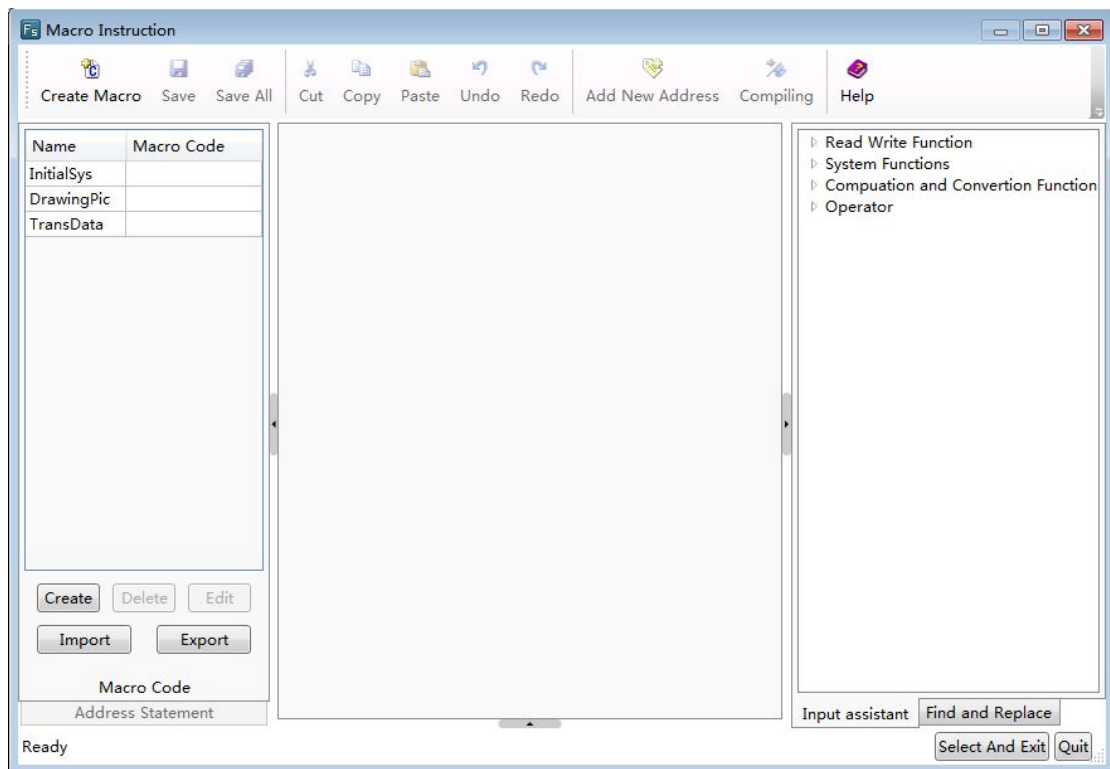 Fs Macro Instruction
Create Macro Save Save All Cut Copy Paste Undo Redo Add New Address Compiling Help
Name Macro Code
InitialSys
DrawingPic
TransData
Read Write Function
System Functions
Compuation and Convertion Function
Operator
Create Delete Edit
Import Export
Macro Code
Address Statement
Input assistant Find and Replace
Ready
Select And Exit Quit